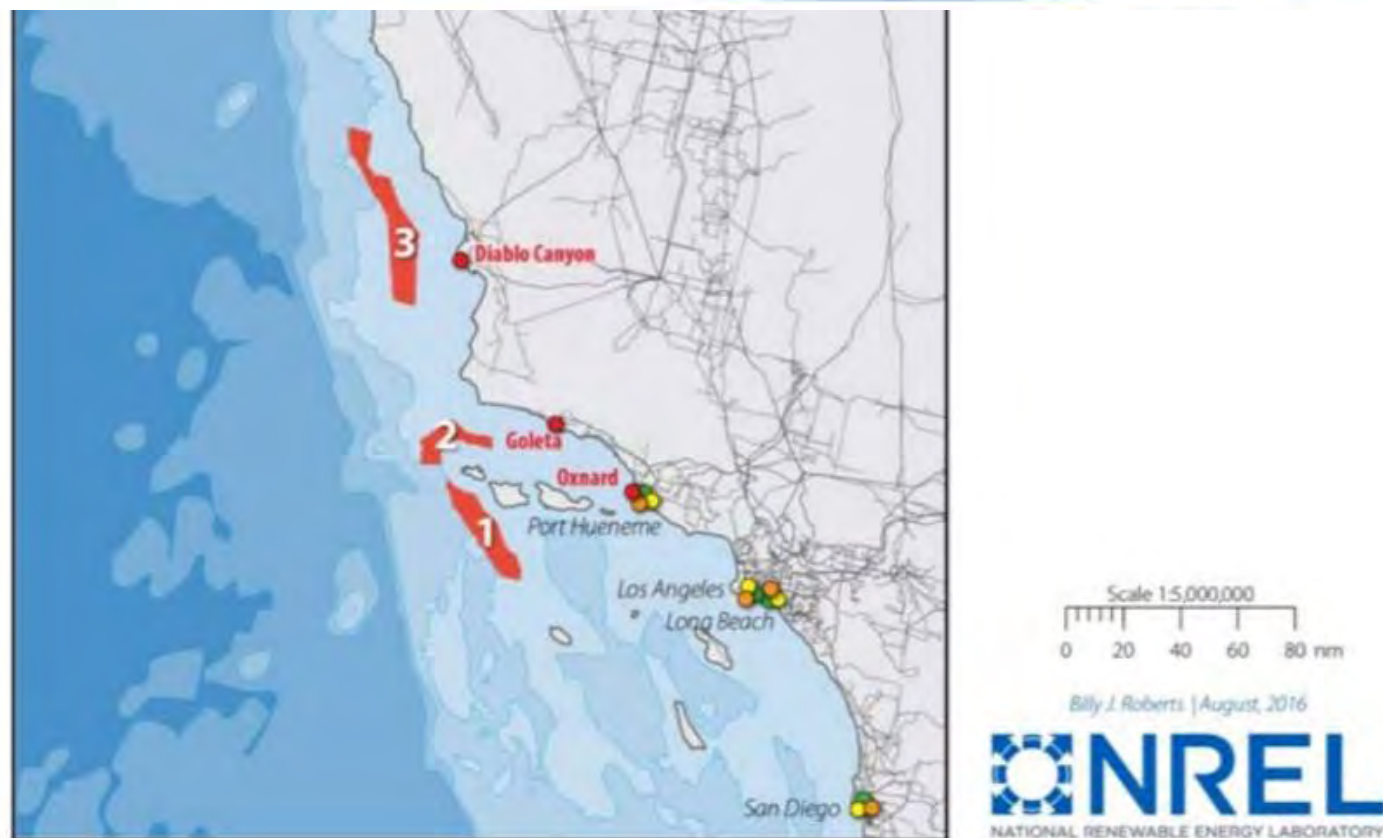 3
Diablo Canyon
2
Goleta
Oxnard
1
Port Hueneme
Los Angeles
Long Beach
San Diego
Scale 1:5,000,000
0 20 40 60 80 nm
Billy J. Roberts | August, 2016
NREL
NATIONAL RENEWABLE ENERGY LABORATORY